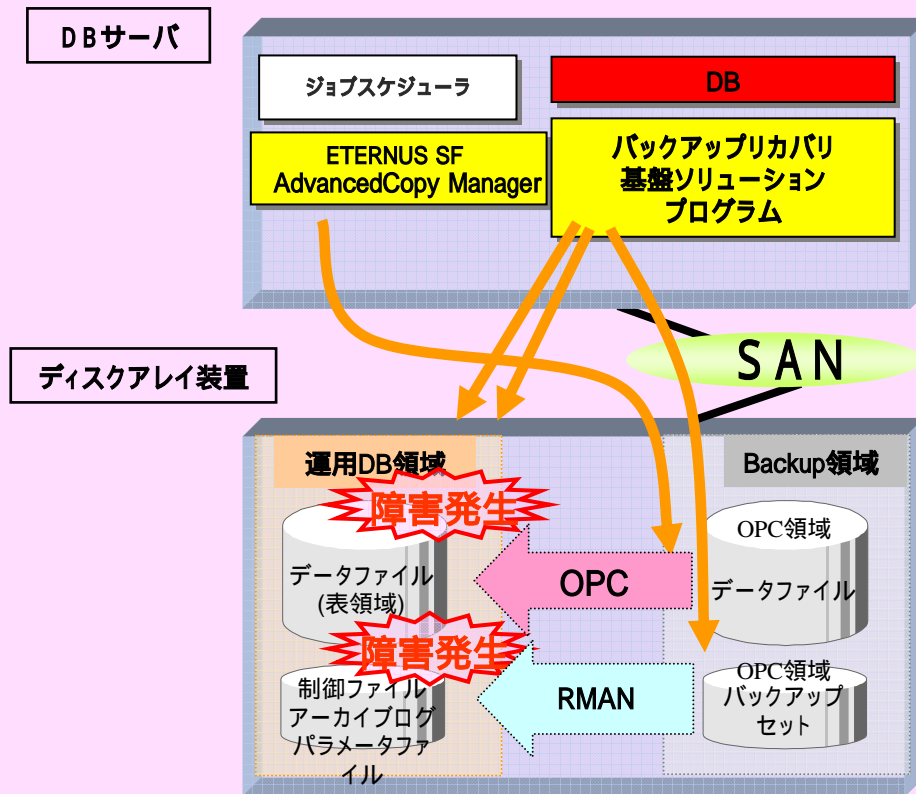 DBサーバ
ジョブスケジューラ
DB
ETERNUS SF
AdvancedCopy Manager
バックアップリカバリ
基盤ソリューション
プログラム
SAN
ディスクアレイ装置
運用DB領域
Backup領域
障害発生
データファイル
(表領域)
OPC
OPC領域
データファイル
障害発生
制御ファイル
アーカイブログ
パラメータファ
イル
RMAN
OPC領域
バックアップ
セット